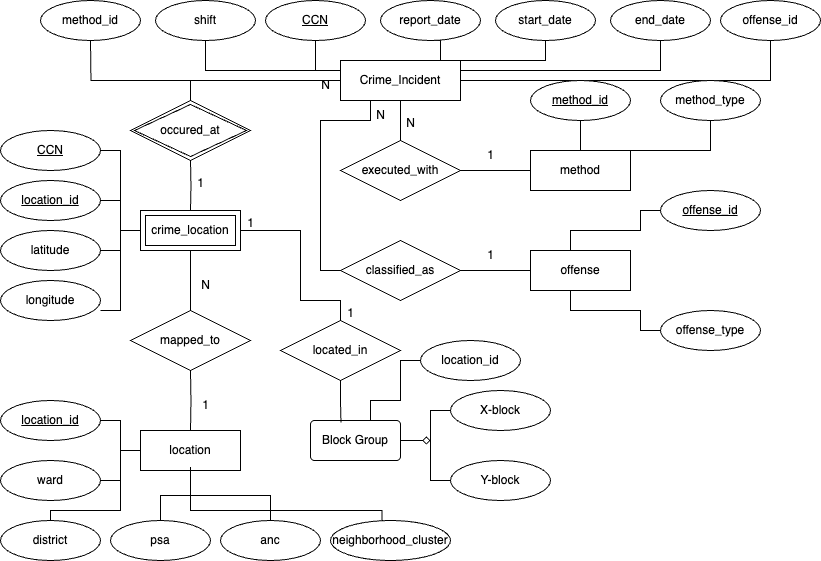 method_id
shift
CCN
report_date
start_date
end_date
offense_id
Crime_Incident
N
N
N
method_id
method_type
occured_at
CCN
executed_with
1
method
1
location_id
crime_location
1
offense_id
latitude
classified_as
1
offense
longitude
N
1
mapped_to
located_in
offense_type
location_id
1
location_id
X-block
Block Group
location
ward
Y-block
district
psa
anc
neighborhood_cluster